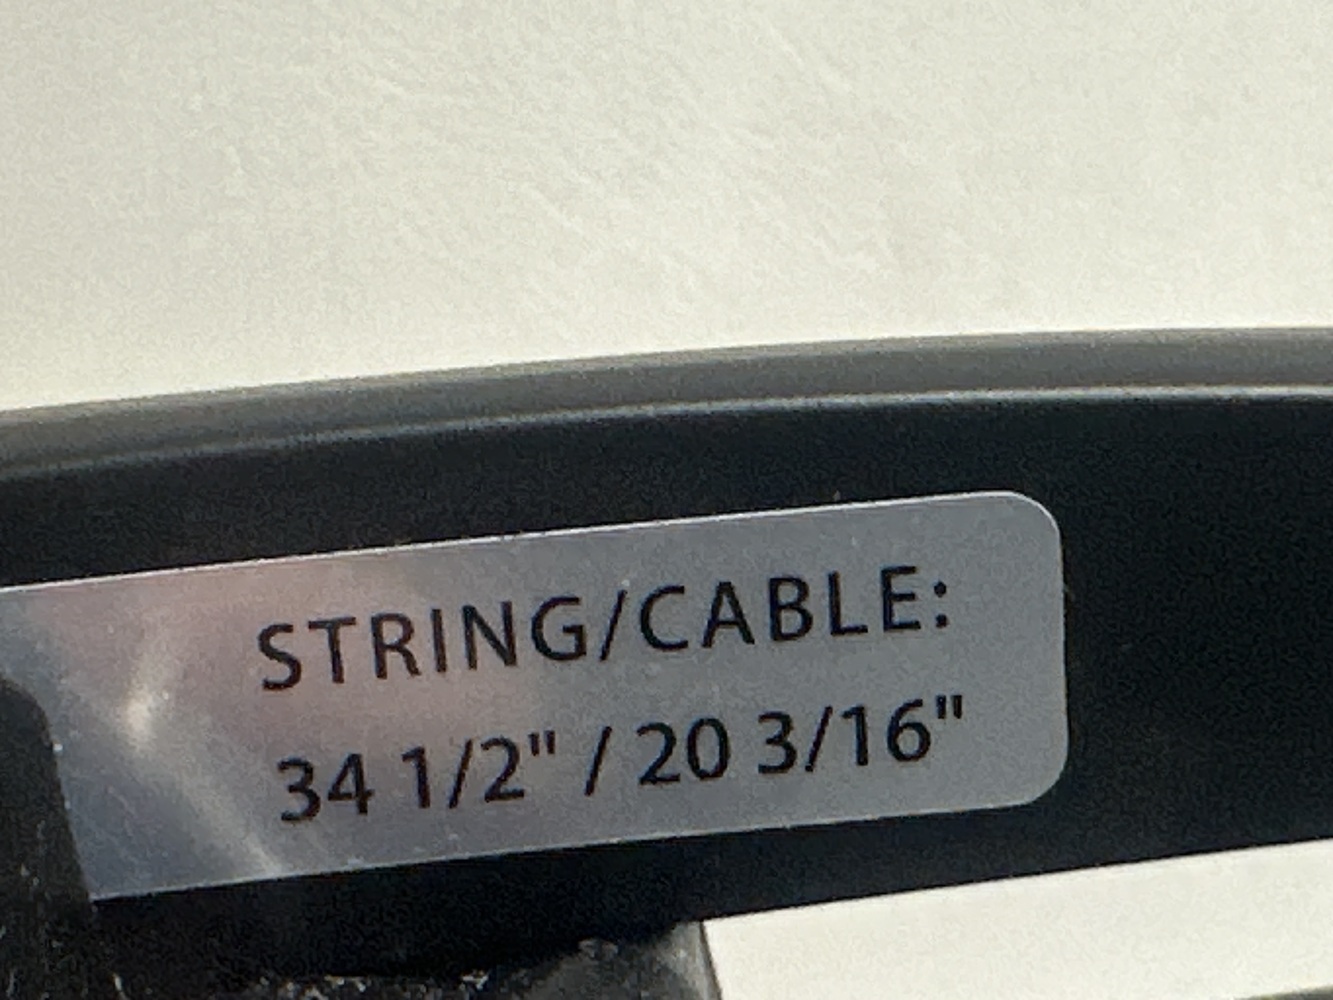 STRING/CABLE:
34 1/2" / 20 3/16"